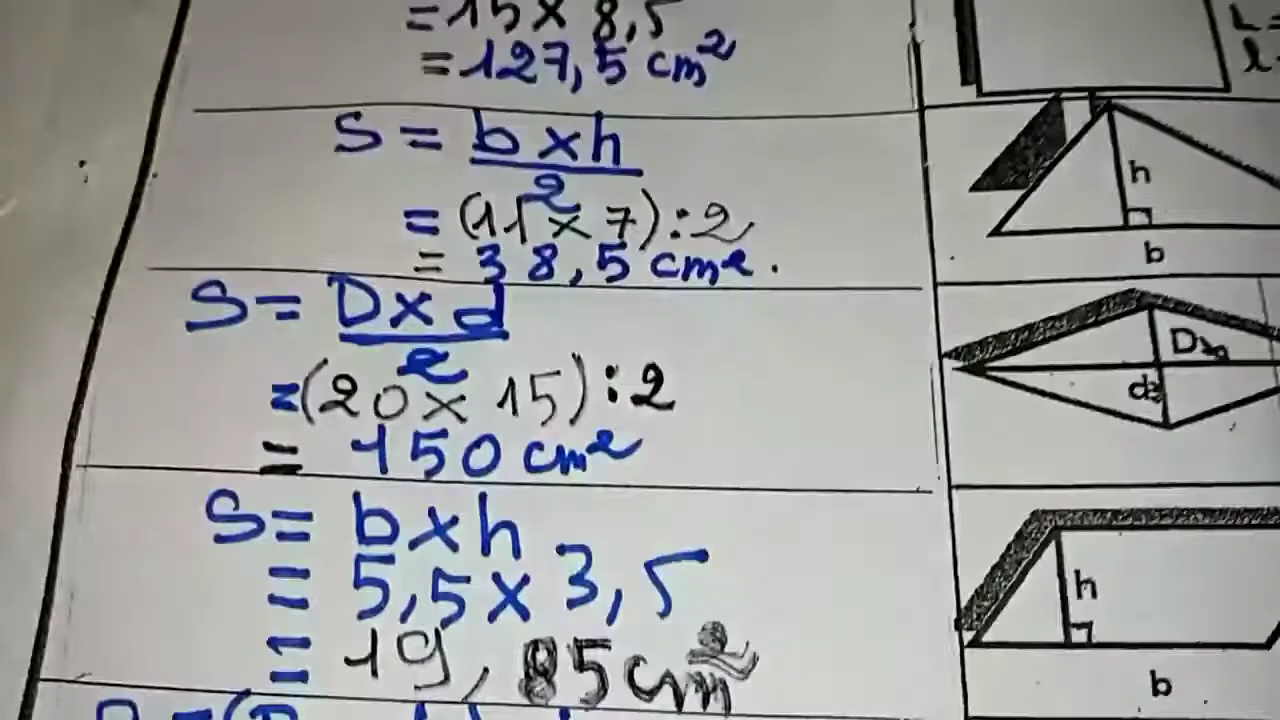 = 15 x 8,5
= 127,5 cm²
L =
l
S = b x h
2
= (11 x 7) : 2
= 38,5 cm².
h
b
S = D x d
2
= (20 x 15) : 2
= 150 cm²
D
d
S = b x h
= 5,5 x 3,5
= 19,85 cm²
h
b